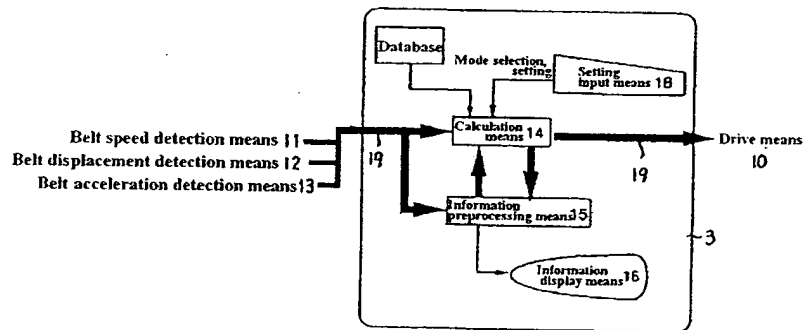 Database
Mode selection,
setting
Setting
input means 18
Belt speed detection means 11
Belt displacement detection means 12
Belt acceleration detection means 13
19
Calculation
means 14
19
Drive means
10
Information
preprocessing means 15
3
Information
display means 16